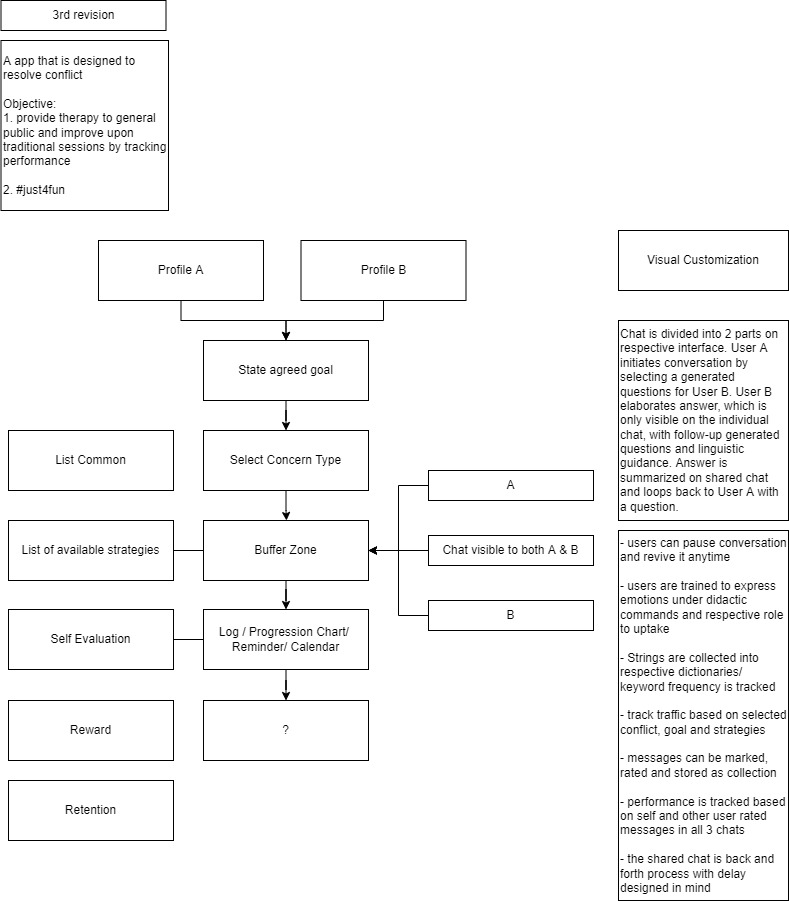 3rd revision
A app that is designed to
resolve conflict
Objective:
1. provide therapy to general
public and improve upon
traditional sessions by tracking
performance
2. #just4fun
Profile A
Profile B
Visual Customization
State agreed goal
Chat is divided into 2 parts on
respective interface. User A
initiates conversation by
selecting a generated
questions for User B. User B
elaborates answer, which is
only visible on the individual
chat, with follow-up generated
questions and linguistic
guidance. Answer is
summarized on shared chat
and loops back to User A with
a question.
List Common
Select Concern Type
A
List of available strategies
Buffer Zone
Chat visible to both A & B
B
Self Evaluation
Log / Progression Chart/
Reminder/ Calendar
Reward
?
Retention
- users can pause conversation
and revive it anytime
- users are trained to express
emotions under didactic
commands and respective role
to uptake
- Strings are collected into
respective dictionaries/
keyword frequency is tracked
- track traffic based on selected
conflict, goal and strategies
- messages can be marked,
rated and stored as collection
- performance is tracked based
on self and other user rated
messages in all 3 chats
- the shared chat is back and
forth process with delay
designed in mind